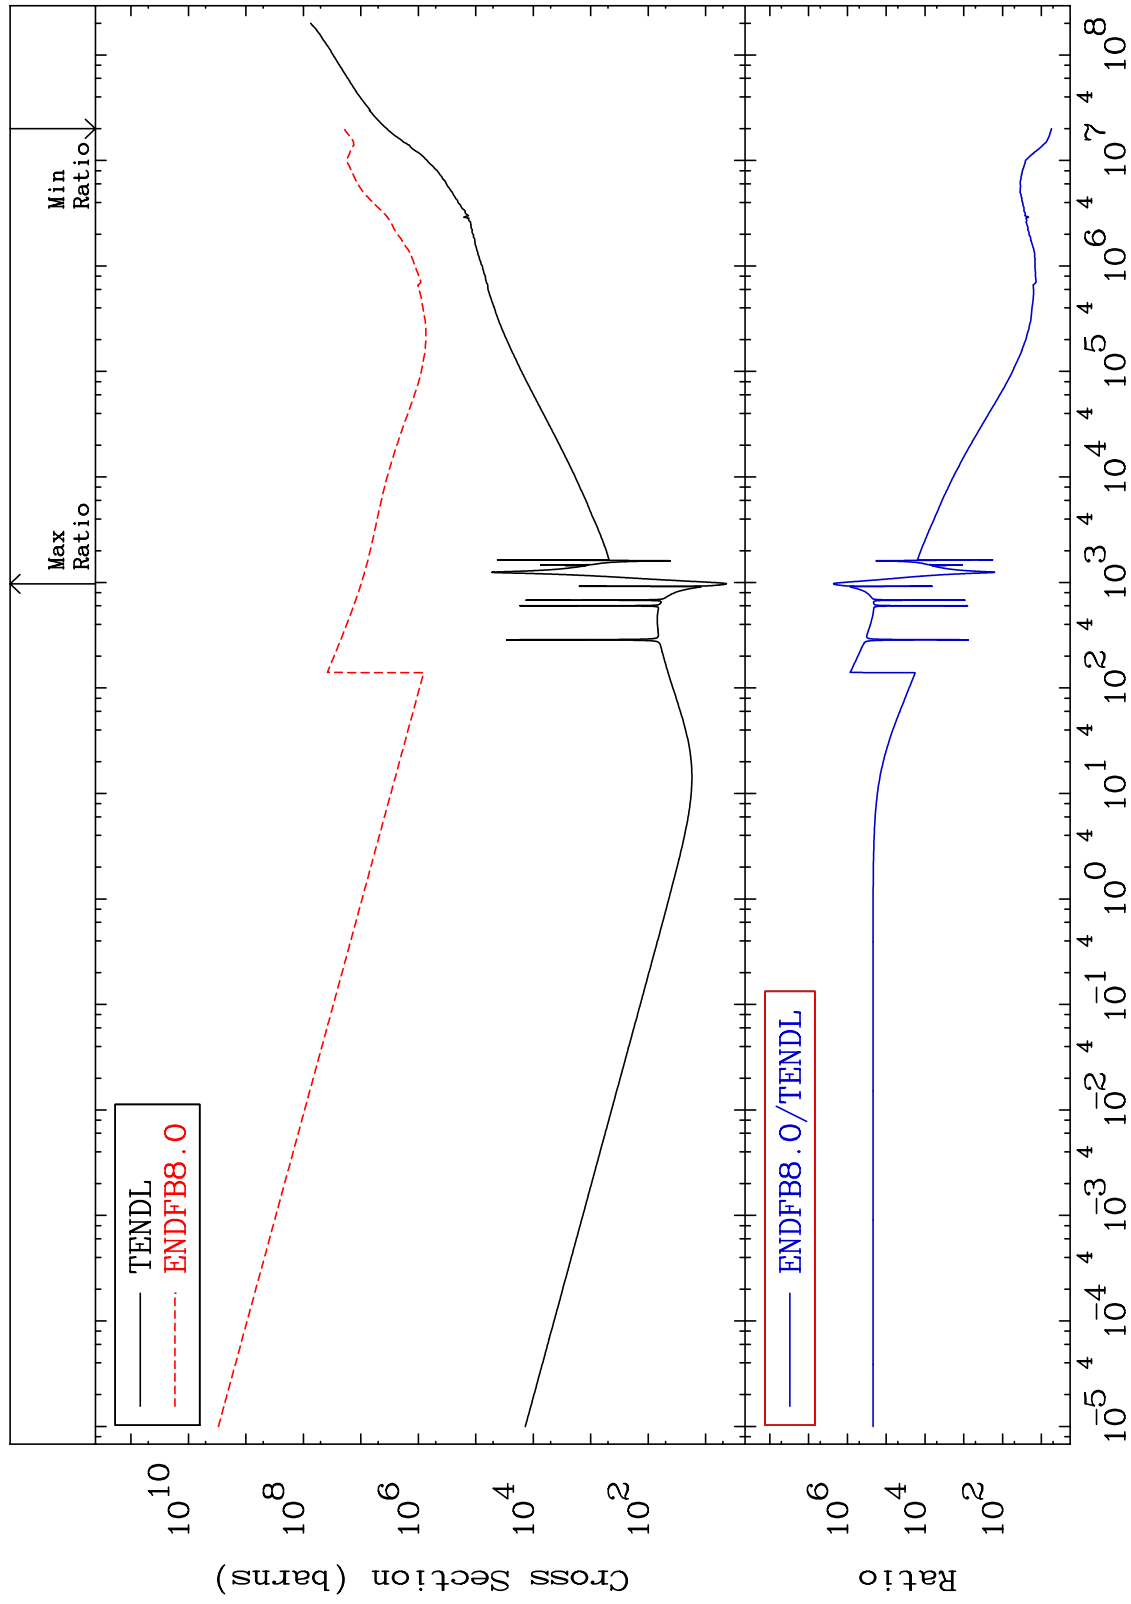 Min
Ratio
Max
Ratio
TENDL
ENDFB8.0
Cross Section (barns)
10^10
10^8
10^6
10^4
10^2
ENDFB8.0/TENDL
Ratio
10^6
10^4
10^2
10^-5 4 10^-4 4 10^-3 4 10^-2 4 10^-1 4 10^0 4 10^1 4 10^2 4 10^3 4 10^4 4 10^5 4 10^6 4 10^7 4 10^8